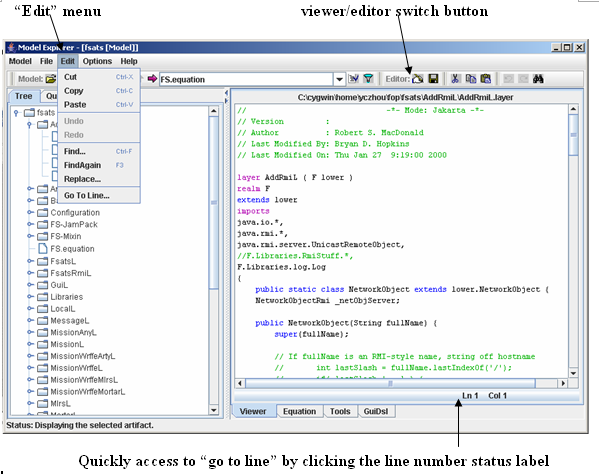 “Edit” menu
viewer/editor switch button
Model Explorer - [fsats [Model]]
Model File Edit Options Help
Model:
FS.equation
Editor:
Tree
C:\cygwin\home\yczhou\fop\fsats\AddRmiL\AddRmiL.layer
Cut Ctrl-X
Copy Ctrl-C
Paste Ctrl-V
Undo
Redo
Find... Ctrl-F
FindAgain F3
Replace...
Go To Line...
fsats
Configuration
FS-JamPack
FS-Mixin
FS.equation
FsatsL
FsatsRmiL
GuiL
Libraries
LocalL
MessageL
MissionAnyL
MissionL
MissionWrffeArtyL
MissionWrffeL
MissionWrffeMlrsL
MissionWrffeMortarL
MlrsL
MortarL
// -*- Mode: Jakarta -*-
// Version :
// Author : Robert S. MacDonald
// Last Modified By: Bryan D. Hopkins
// Last Modified On: Thu Jan 27 9:19:00 2000
layer AddRmiL ( F lower )
realm F
extends lower
imports
java.io.*,
java.rmi.*,
java.rmi.server.UnicastRemoteObject,
//F.Libraries.RmiStuff.*,
F.Libraries.log.Log
{
public static class NetworkObject extends lower.NetworkObject {
NetworkObjectRmi _netObjServer;
public NetworkObject(String fullName) {
super(fullName);
// If fullName is an RMI-style name, string off hostname
// int lastSlash = fullName.lastIndexOf('/');
Ln 1 Col 1
Viewer Equation Tools GuiDsl
Status: Displaying the selected artifact.
Quickly access to “go to line” by clicking the line number status label